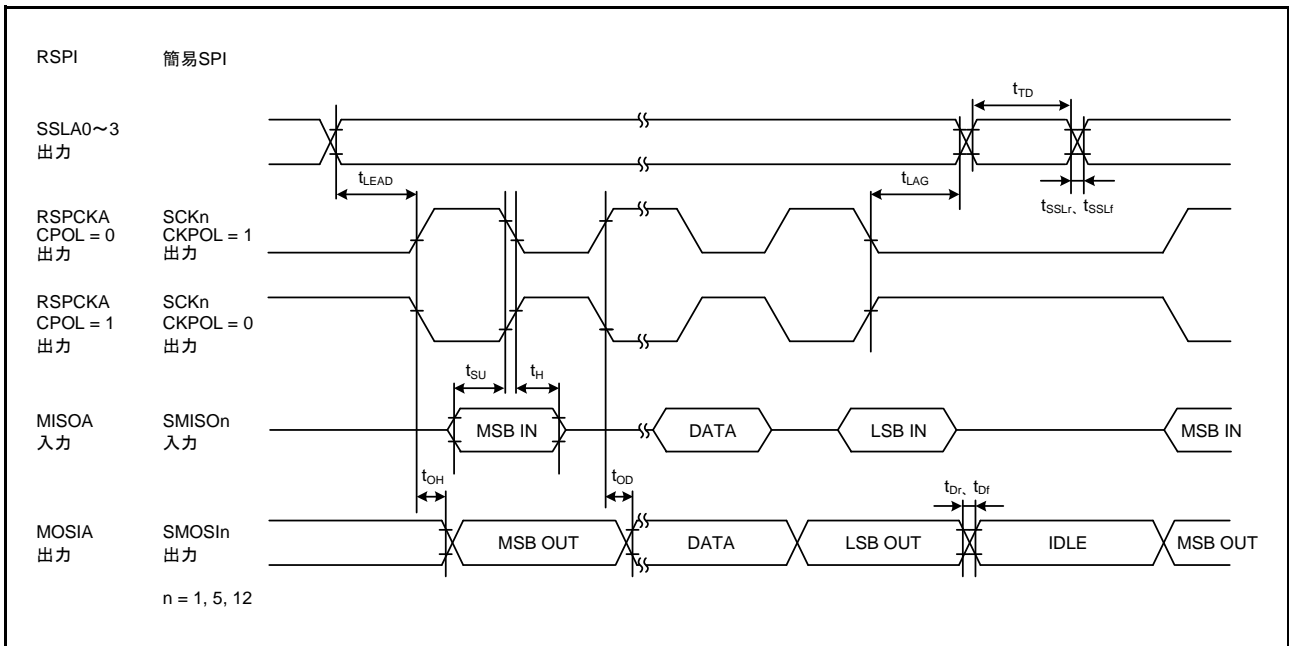 RSPI 簡易SPI
tTD
SSLA0～3
出力
tLEAD
tLAG
tSSLr、tSSLf
RSPCKA SCKn
CPOL = 0 CKPOL = 1
出力 出力
RSPCKA SCKn
CPOL = 1 CKPOL = 0
出力 出力
tSU tH
MISOA SMISOn
入力 入力
MSB IN DATA LSB IN MSB IN
tOH tOD tDr、tDf
MOSIA SMOSIn
出力 出力
MSB OUT DATA LSB OUT IDLE MSB OUT
n = 1, 5, 12